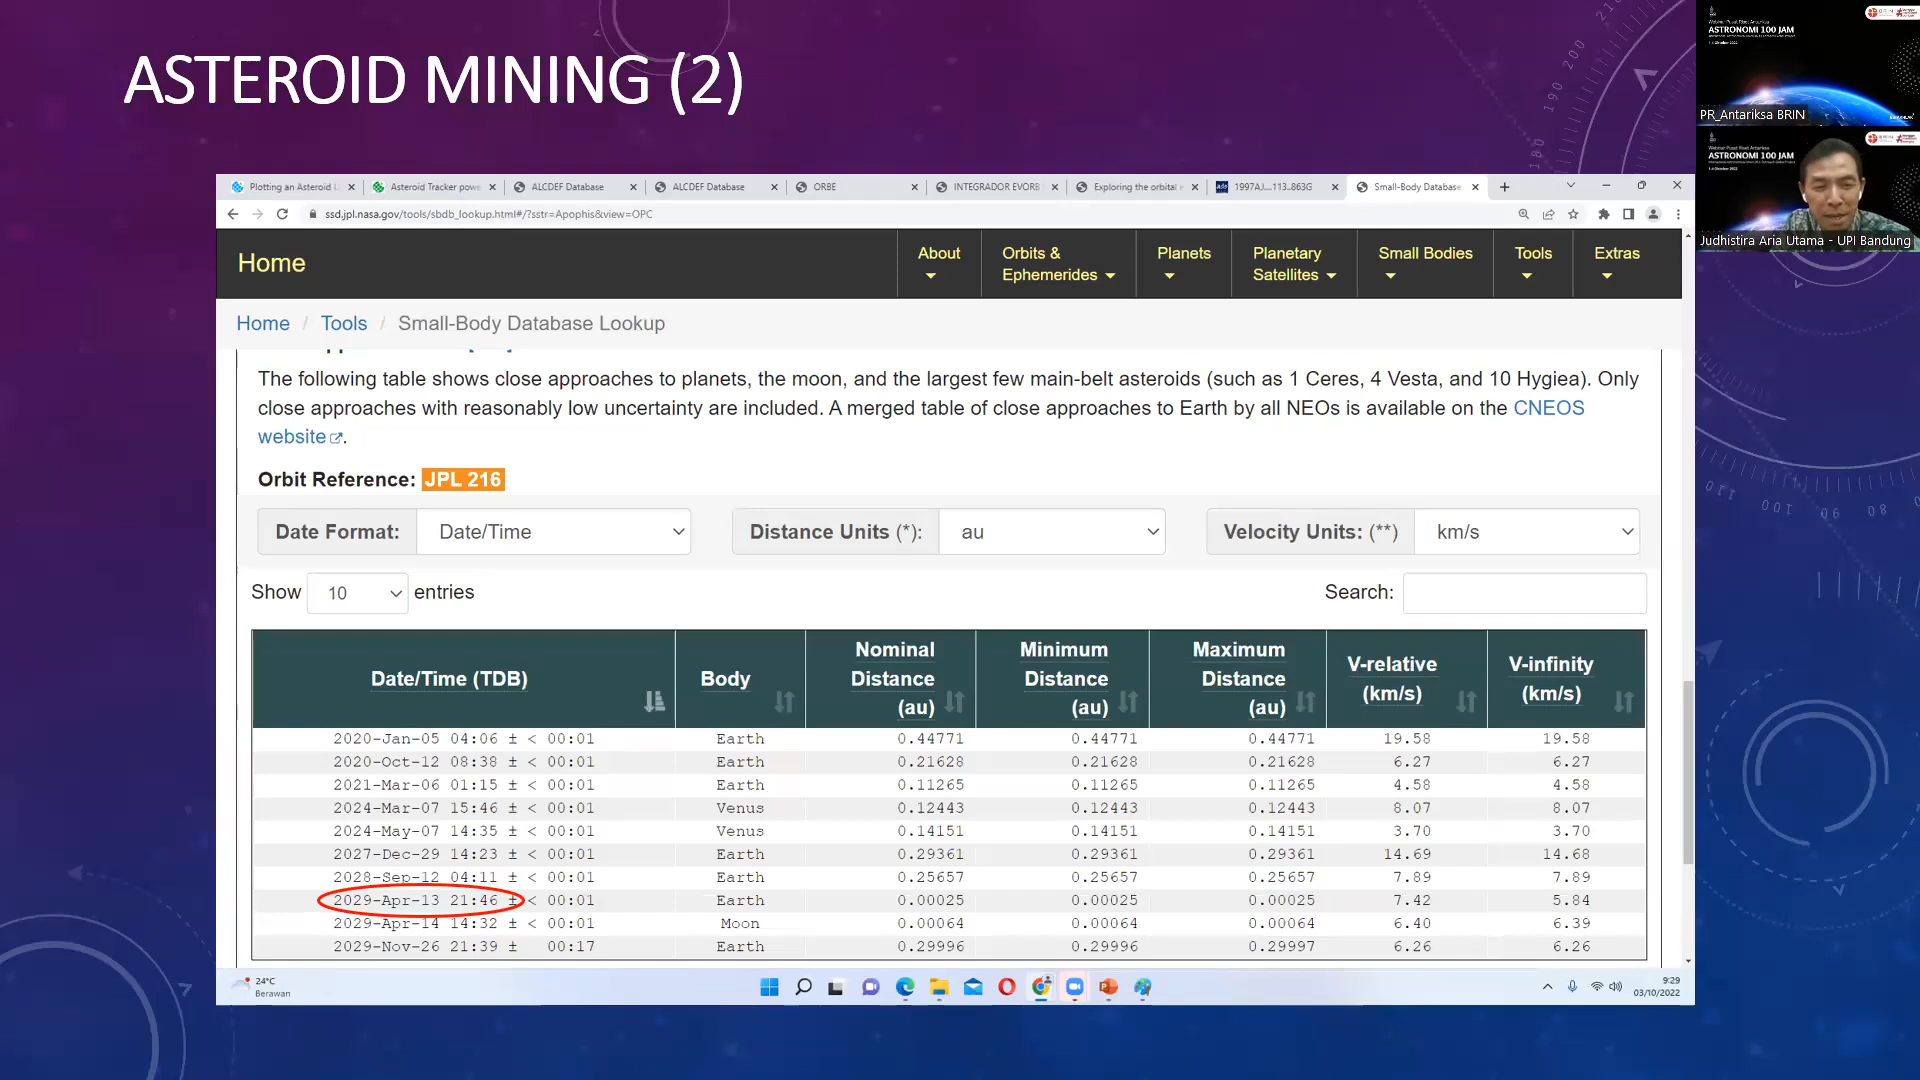 ASTEROID MINING (2)
ASTRONOMI 100 JAM
PR_Antariksa BRIN
ASTRONOMI 100 JAM
Judhistira Aria Utama - UPI Bandung
Plotting an Asteroid
Asteroid Tracker pow
ALCDEF Database
ALCDEF Database
ORBE
INTEGRADOR EVORB
Exploring the orbital
1997AJ....113..863G
Small-Body Database
ssd.jpl.nasa.gov/tools/sbdb_lookup.html#/?sstr=Apophis&view=OPC
Home
About
Orbits & Ephemerides
Planets
Planetary Satellites
Small Bodies
Tools
Extras
Home / Tools / Small-Body Database Lookup
The following table shows close approaches to planets, the moon, and the largest few main-belt asteroids (such as 1 Ceres, 4 Vesta, and 10 Hygiea). Only
close approaches with reasonably low uncertainty are included. A merged table of close approaches to Earth by all NEOs is available on the CNEOS
website.
Orbit Reference: JPL 216
Date Format: Date/Time Distance Units (*): au Velocity Units: (**) km/s
Show 10 entries Search:
Date/Time (TDB) Body Nominal Distance (au) Minimum Distance (au) Maximum Distance (au) V-relative (km/s) V-infinity (km/s)
2020-Jan-05 04:06 ± < 00:01 Earth 0.44771 0.44771 0.44771 19.58 19.58
2020-Oct-12 08:38 ± < 00:01 Earth 0.21628 0.21628 0.21628 6.27 6.27
2021-Mar-06 01:15 ± < 00:01 Earth 0.11265 0.11265 0.11265 4.58 4.58
2024-Mar-07 15:46 ± < 00:01 Venus 0.12443 0.12443 0.12443 8.07 8.07
2024-May-07 14:35 ± < 00:01 Venus 0.14151 0.14151 0.14151 3.70 3.70
2027-Dec-29 14:23 ± < 00:01 Earth 0.29361 0.29361 0.29361 14.69 14.68
2028-Sep-12 04:11 ± < 00:01 Earth 0.25657 0.25657 0.25657 7.89 7.89
2029-Apr-13 21:46 ± < 00:01 Earth 0.00025 0.00025 0.00025 7.42 5.84
2029-Apr-14 14:32 ± < 00:01 Moon 0.00064 0.00064 0.00064 6.40 6.39
2029-Nov-26 21:39 ± 00:17 Earth 0.29996 0.29996 0.29997 6.26 6.26
24°C
Berawan
9:29
03/10/2022